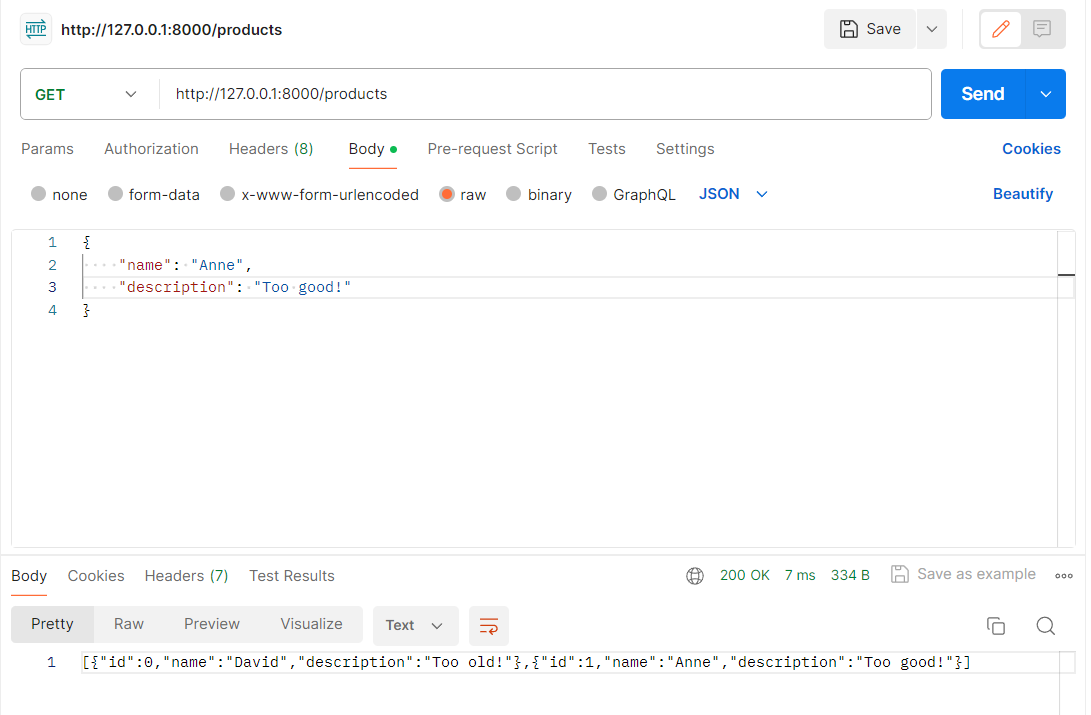 HTTP http://127.0.0.1:8000/products Save
GET http://127.0.0.1:8000/products Send
Params Authorization Headers (8) Body Pre-request Script Tests Settings Cookies
none form-data x-www-form-urlencoded raw binary GraphQL JSON Beautify
1 {
2 "name": "Anne",
3 "description": "Too good!"
4 }
Body Cookies Headers (7) Test Results 200 OK 7 ms 334 B Save as example
Pretty Raw Preview Visualize Text
1 [{"id":0,"name":"David","description":"Too old!"},{"id":1,"name":"Anne","description":"Too good!"}]